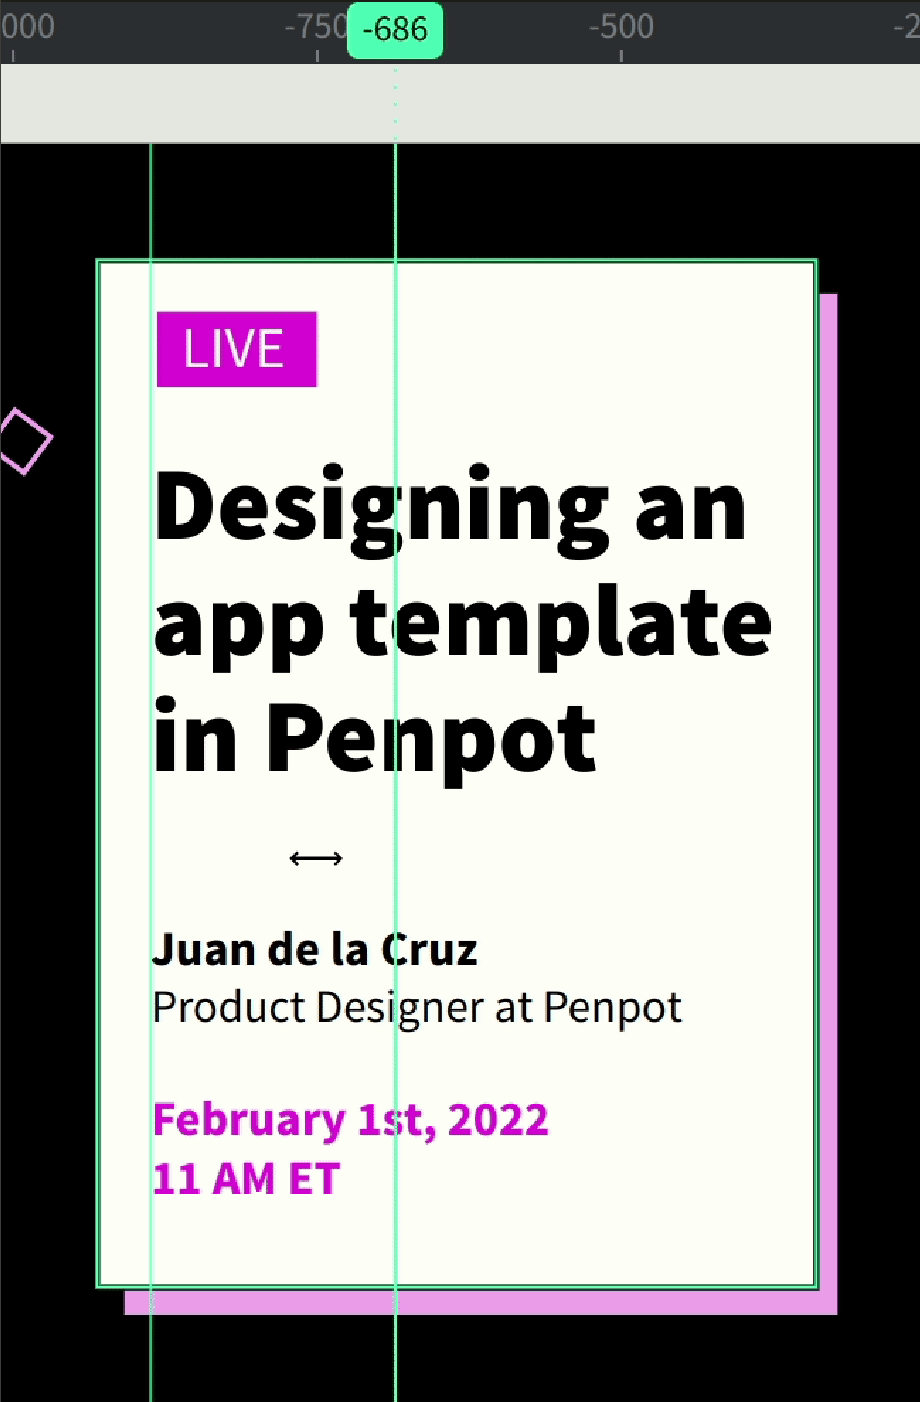 000 -750 -686 -500 -2
LIVE
Designing an
app template
in Penpot
Juan de la Cruz
Product Designer at Penpot
February 1st, 2022
11 AM ET